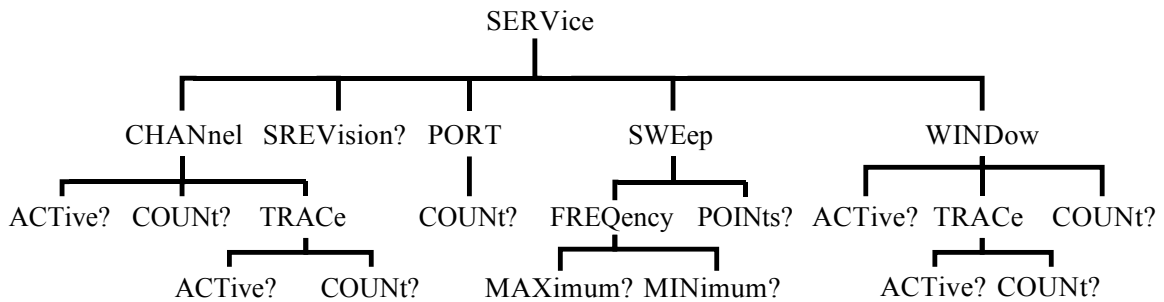 SERVice
CHANnel SREVision? PORT SWEep WINDow
ACTive? COUNt? TRACe COUNt? FREQency POINts? ACTive? TRACe COUNt?
ACTive? COUNt? MAXimum? MINimum? ACTive? COUNt?